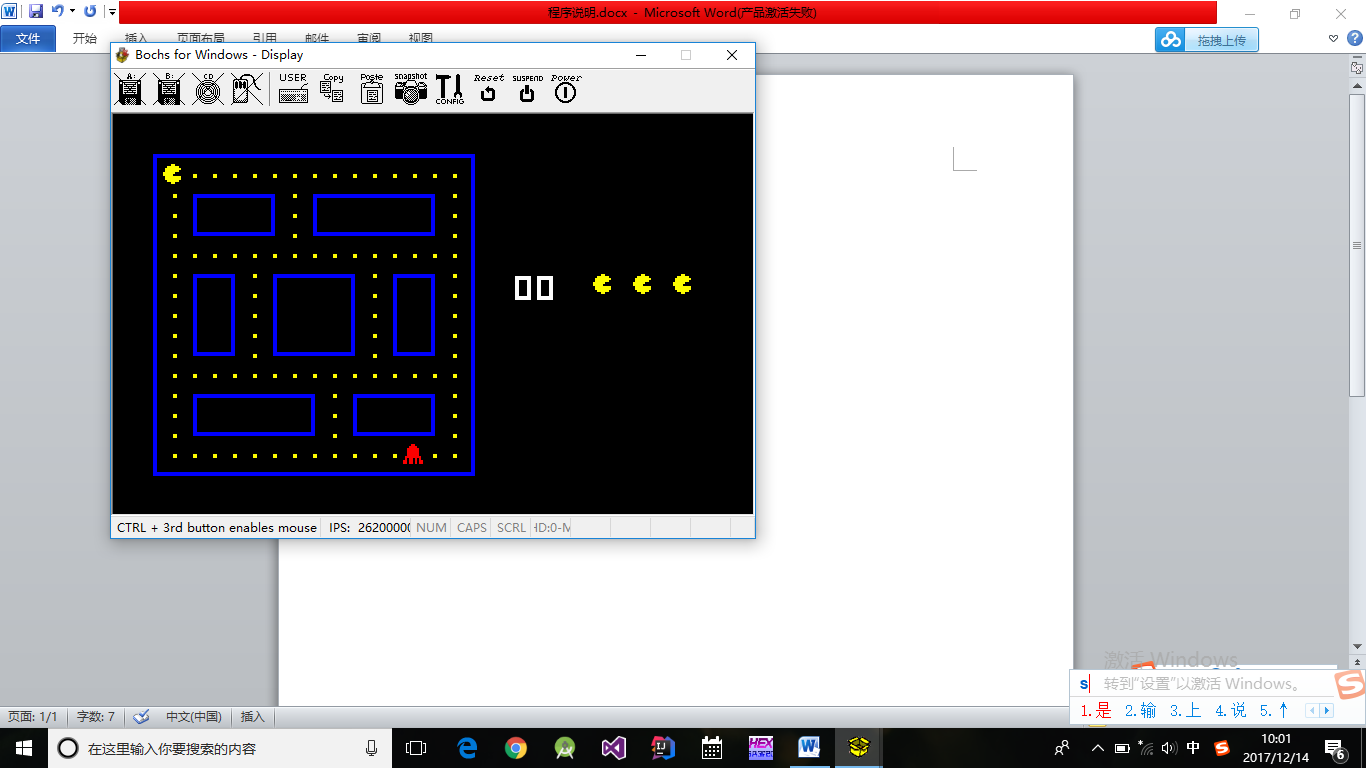 程序说明.docx - Microsoft Word(产品激活失败)
文件 开始 插入 页面布局 引用 邮件 审阅 视图
拖拽上传
Bochs for Windows - Display
A: B: CD USER Copy Paste snapshot CONFIG Reset SUSPEND Power
00
CTRL + 3rd button enables mouse IPS: 26200000 NUM CAPS SCRL HD:0-M
激活 Windows
s 转到"设置"以激活 Windows。
1.是 2.输 3.上 4.说 5.↑
页面: 1/1 字数: 7 中文(中国) 插入
在这里输入你要搜索的内容
HEX
中
10:01
2017/12/14
6